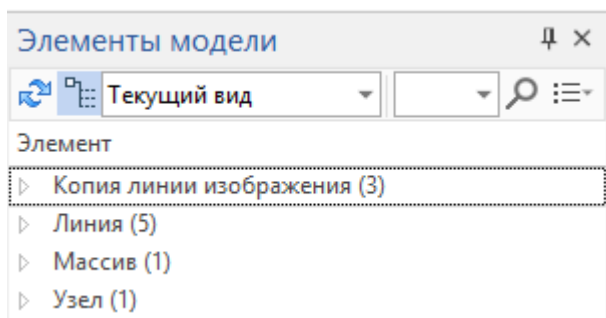 Элементы модели
Текущий вид
Элемент
Копия линии изображения (3)
Линия (5)
Массив (1)
Узел (1)